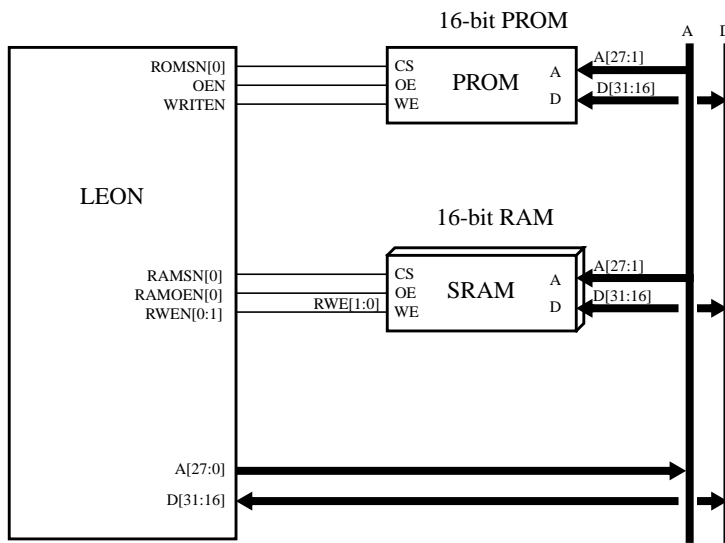 16-bit PROM
A
D
ROMSN[0]
OEN
WRITEN
CS
OE
WE
PROM
A
D
A[27:1]
D[31:16]
LEON
16-bit RAM
RAMSN[0]
RAMOEN[0]
RWEN[0:1]
RWE[1:0]
CS
OE
WE
SRAM
A
D
A[27:1]
D[31:16]
A[27:0]
D[31:16]